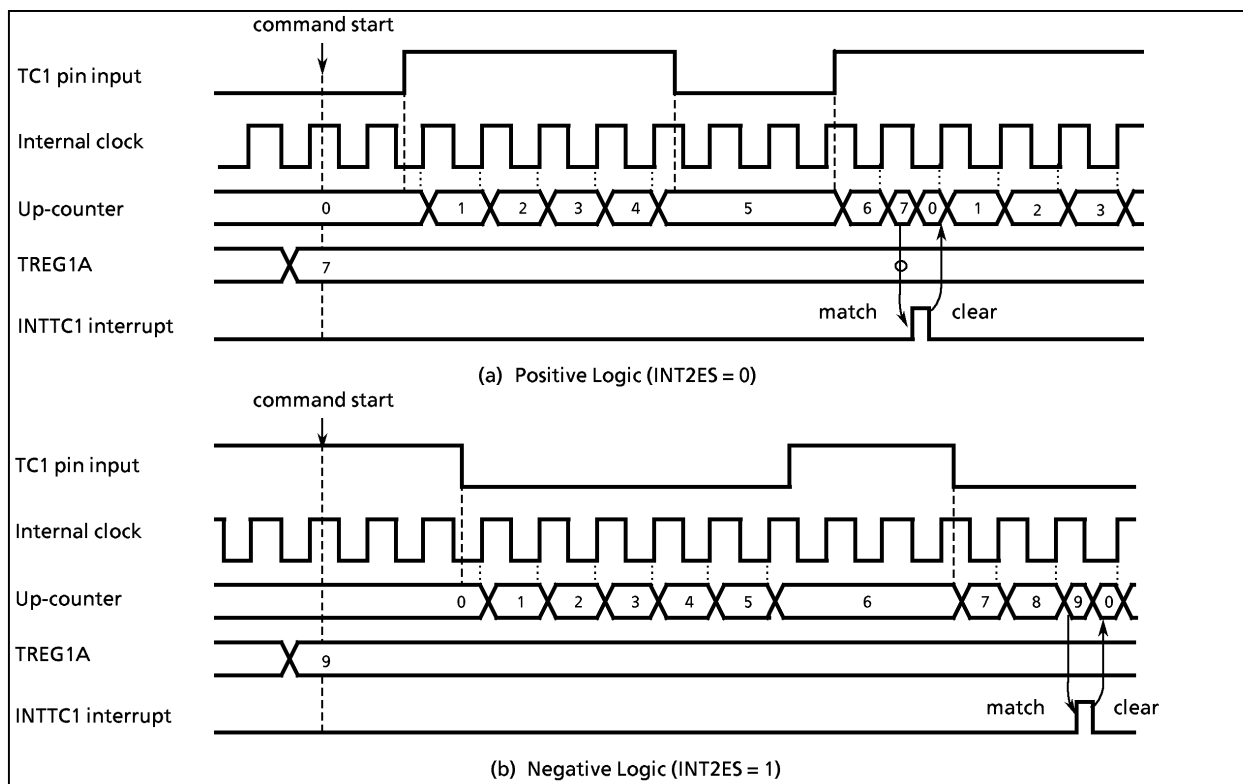 command start
TC1 pin input
Internal clock
Up-counter 0 1 2 3 4 5 6 7 0 1 2 3
TREG1A 7
match clear
INTTC1 interrupt
(a) Positive Logic (INT2ES = 0)
command start
TC1 pin input
Internal clock
Up-counter 0 1 2 3 4 5 6 7 8 9 0
TREG1A 9
INTTC1 interrupt match clear
(b) Negative Logic (INT2ES = 1)